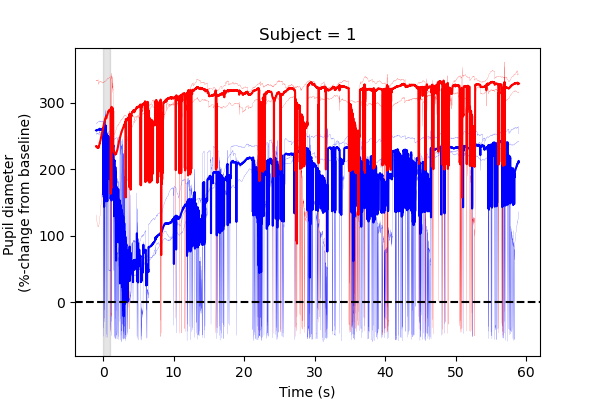 Subject = 1
Pupil diameter
(%-change from baseline)
300
200
100
0
0 10 20 30 40 50 60
Time (s)